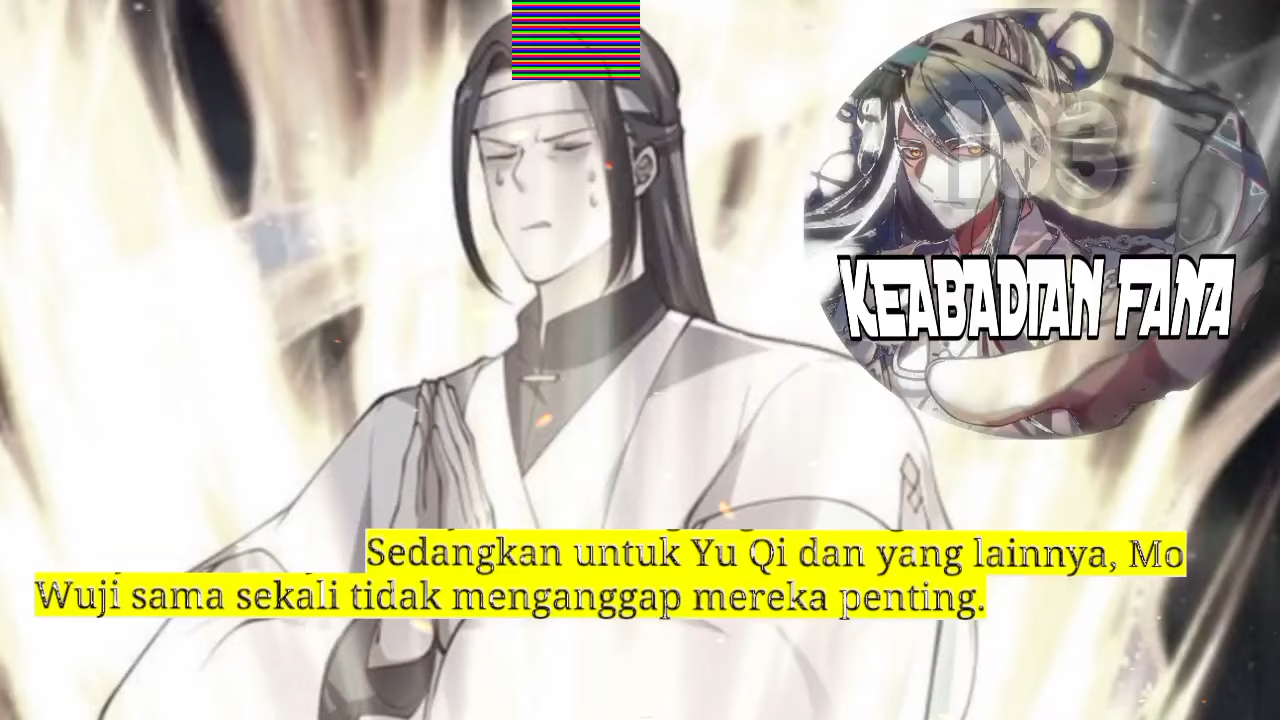 KEABADIAN FANA
Sedangkan untuk Yu Qi dan yang lainnya, Mo
Wuji sama sekali tidak menganggap mereka penting.